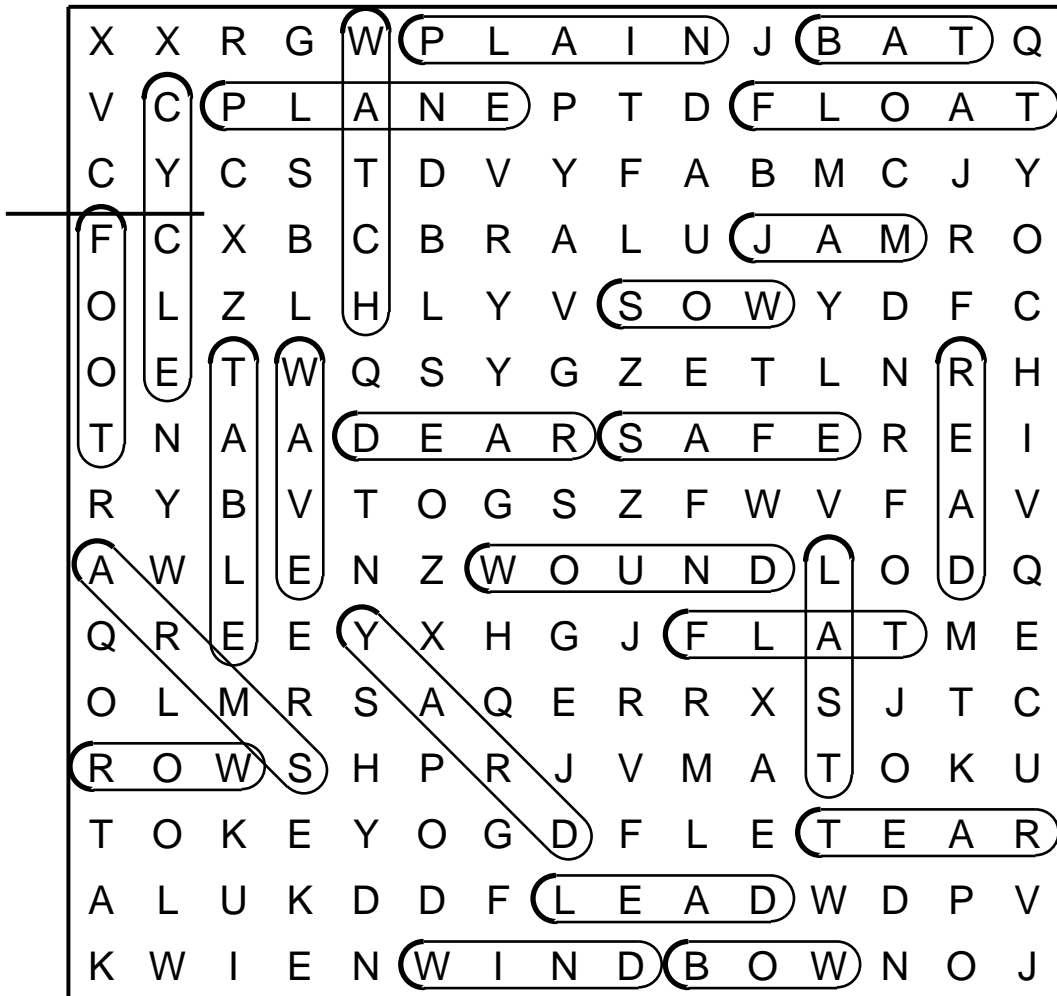 X X R G W P L A I N J B A T Q
V C P L A N E P T D F L O A T
C Y C S T D V Y F A B M C J Y
F C X B C B R A L U J A M R O
O L Z L H L Y V S O W Y D F C
O E T W Q S Y G Z E T L N R H
T N A A D E A R S A F E R E I
R Y B V T O G S Z F W V F A V
A W L E N Z W O U N D L O D Q
Q R E E Y X H G J F L A T M E
O L M R S A Q E R R X S J T C
R O W S H P R J V M A T O K U
T O K E Y O G D F L E T E A R
A L U K D D F L E A D W D P V
K W I E N W I N D B O W N O J